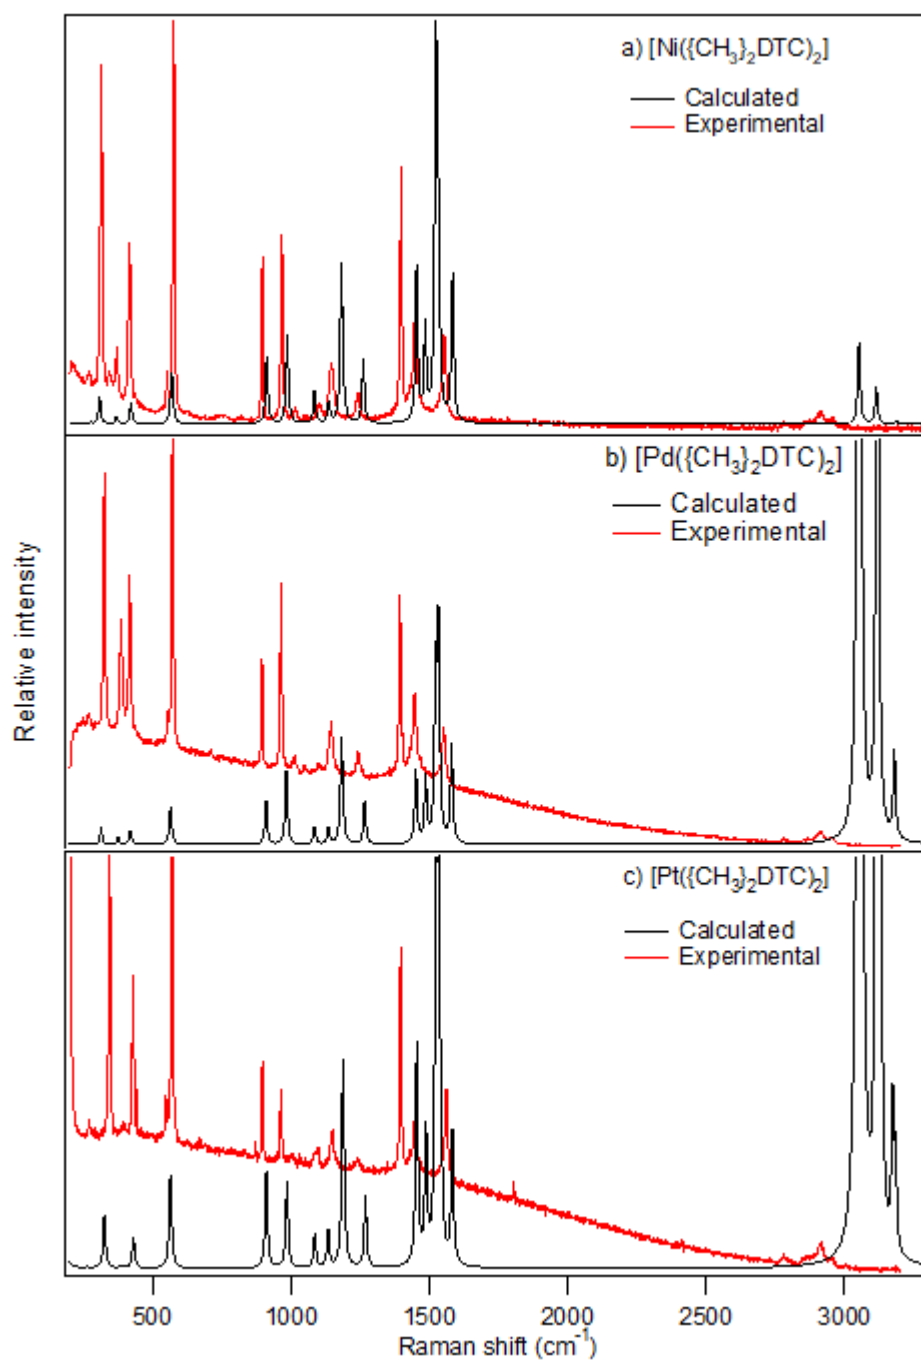 a) [Ni({CH₃}₂DTC)₂]
Calculated
Experimental
b) [Pd({CH₃}₂DTC)₂]
Calculated
Experimental
Relative intensity
c) [Pt({CH₃}₂DTC)₂]
Calculated
Experimental
500 1000 1500 2000 2500 3000
Raman shift (cm⁻¹)